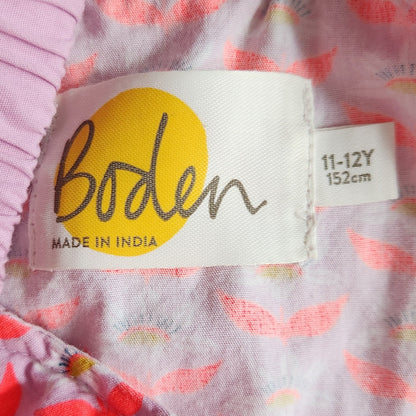 Boden
MADE IN INDIA
11-12Y
152cm